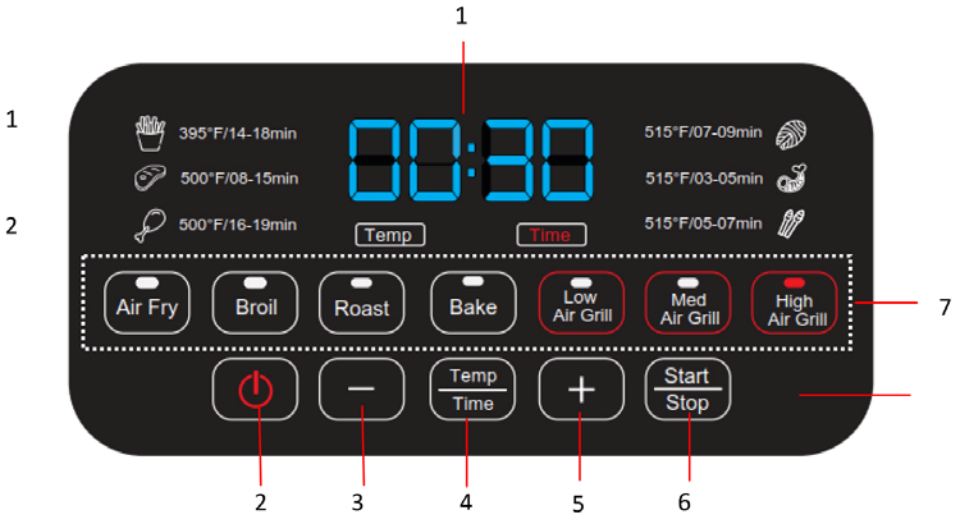 1
1
395°F/14-18min
00:30
515°F/07-09min
500°F/08-15min
515°F/03-05min
2
500°F/16-19min
Temp
Time
515°F/05-07min
Air Fry
Broil
Roast
Bake
Low
Air Grill
Med
Air Grill
High
Air Grill
7
−
Temp
Time
+
Start
Stop
2
3
4
5
6